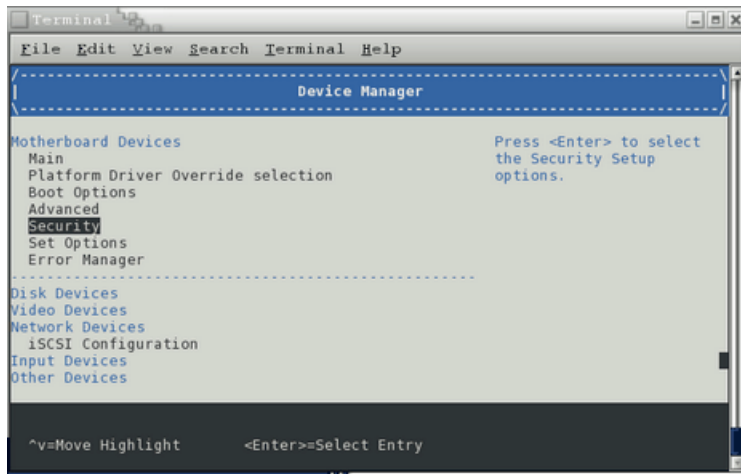 Terminal
File Edit View Search Terminal Help
/---------------------------------------------------------------------------------\
| Device Manager |
\---------------------------------------------------------------------------------/
Motherboard Devices
Press <Enter> to select
Main
the Security Setup
Platform Driver Override selection
options.
Boot Options
Advanced
Security
Set Options
Error Manager
-------------------------------------------------------
Disk Devices
Video Devices
Network Devices
iSCSI Configuration
Input Devices
Other Devices
^v=Move Highlight <Enter>=Select Entry